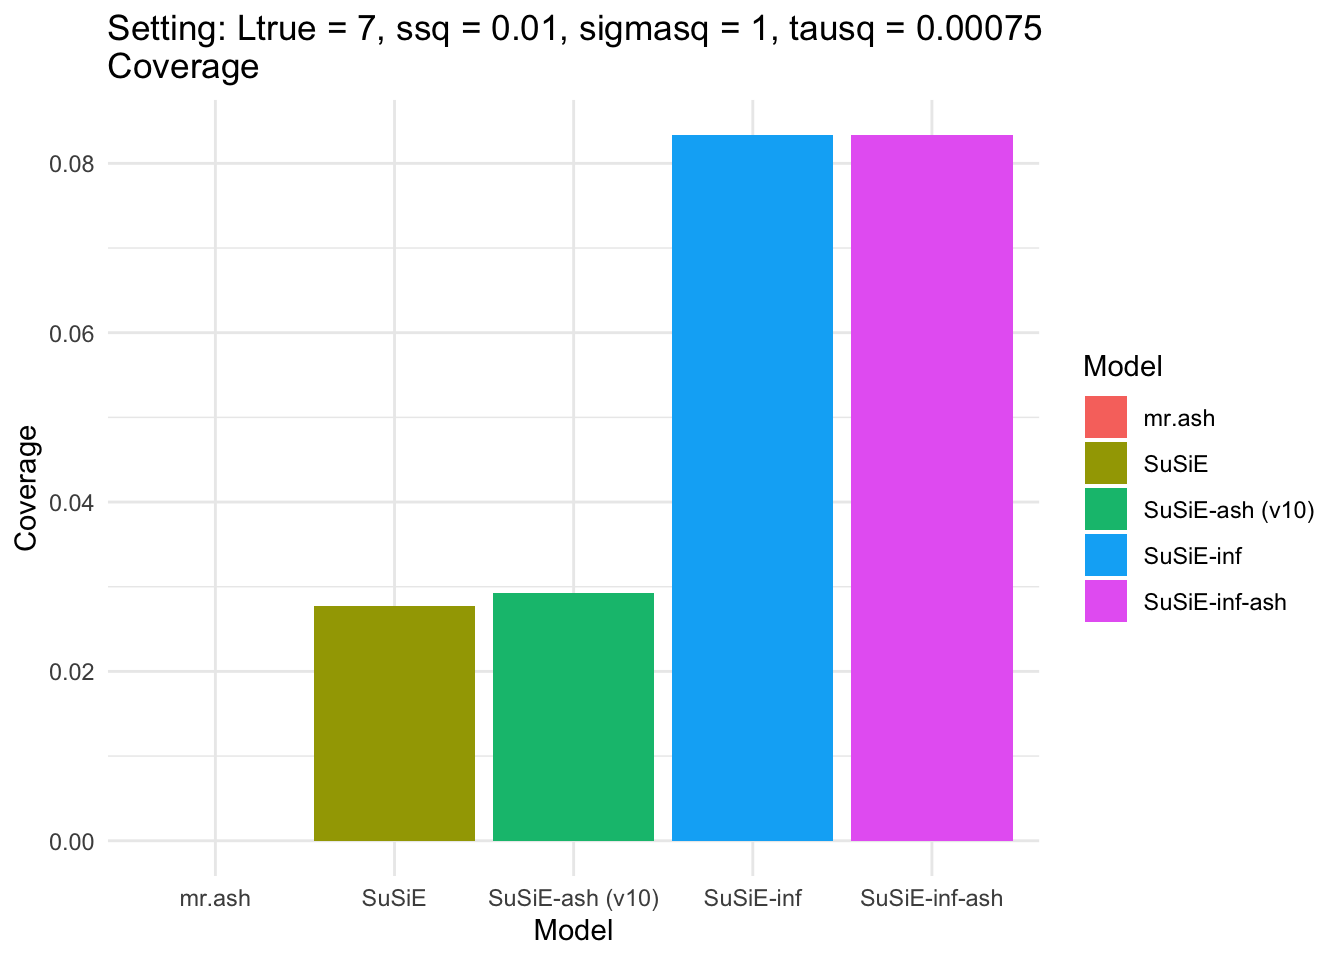 Setting: Ltrue = 7, ssq = 0.01, sigmasq = 1, tausq = 0.00075
Coverage
Coverage
0.08
0.06
0.04
0.02
0.00
mr.ash
SuSiE
SuSiE-ash (v10)
SuSiE-inf
SuSiE-inf-ash
Model
Model
mr.ash
SuSiE
SuSiE-ash (v10)
SuSiE-inf
SuSiE-inf-ash